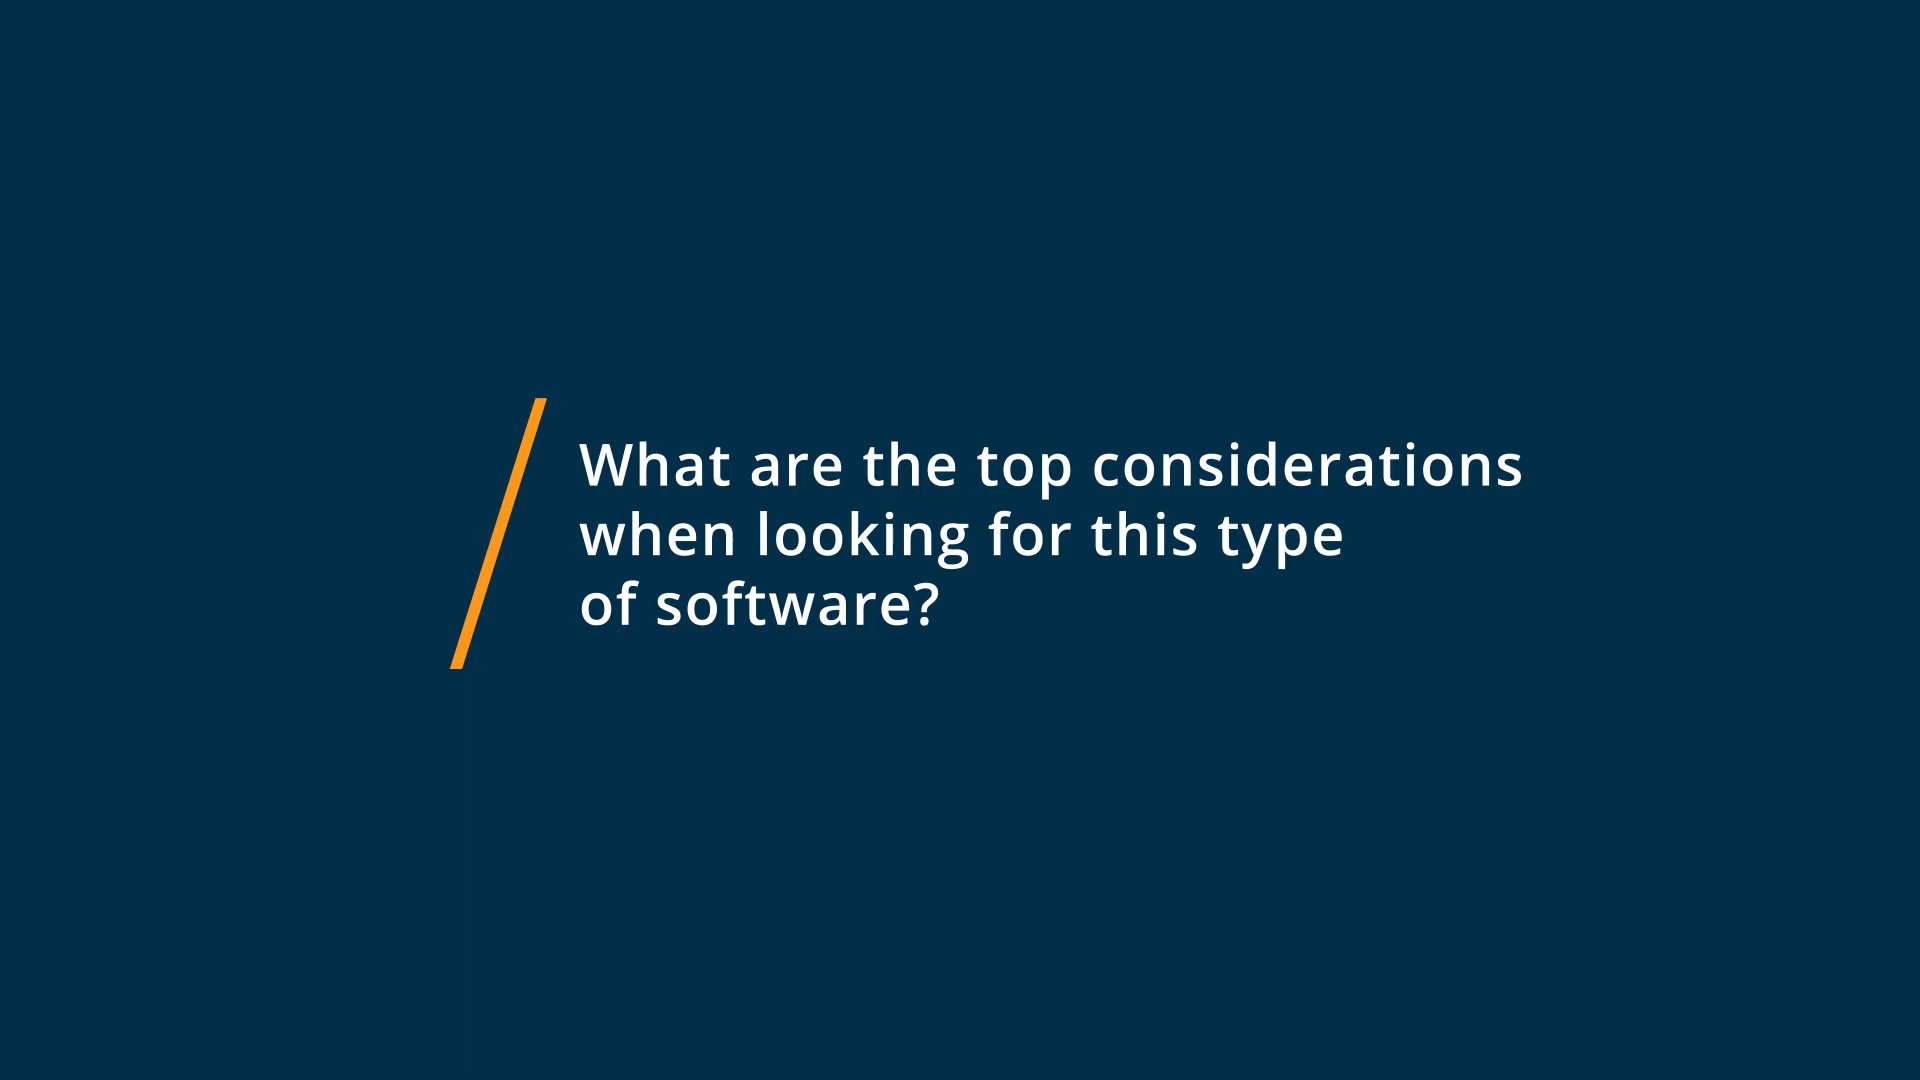 What are the top considerations
when looking for this type
of software?